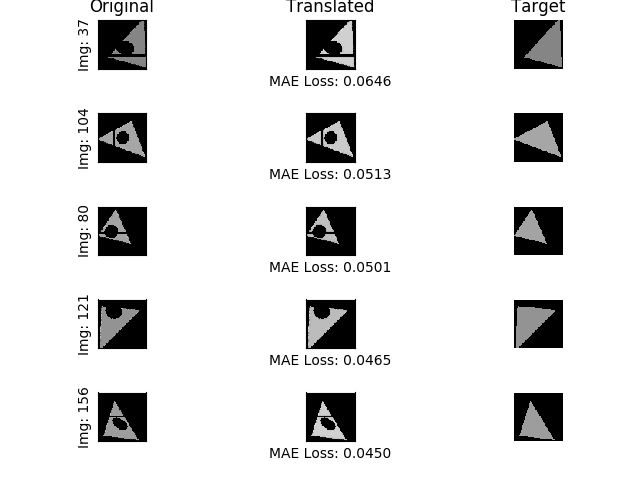 Original Translated Target
Img: 37
MAE Loss: 0.0646
Img: 104
MAE Loss: 0.0513
Img: 80
MAE Loss: 0.0501
Img: 121
MAE Loss: 0.0465
Img: 156
MAE Loss: 0.0450